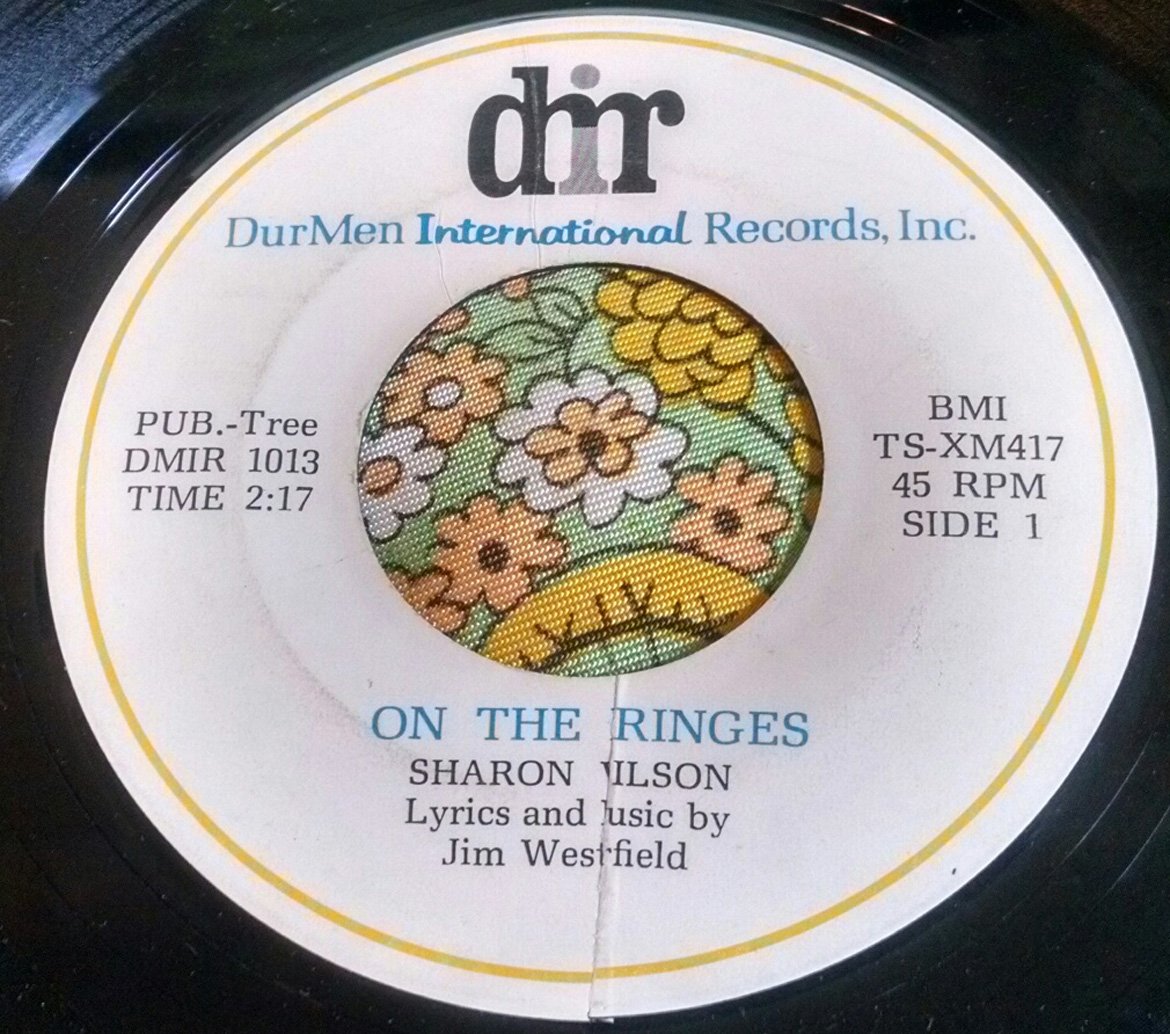 dmir
DurMen International Records, Inc.
PUB.-Tree
DMIR 1013
TIME 2:17
BMI
TS-XM417
45 RPM
SIDE 1
ON THE RINGES
SHARON ILSON
Lyrics and usic by
Jim Westfield